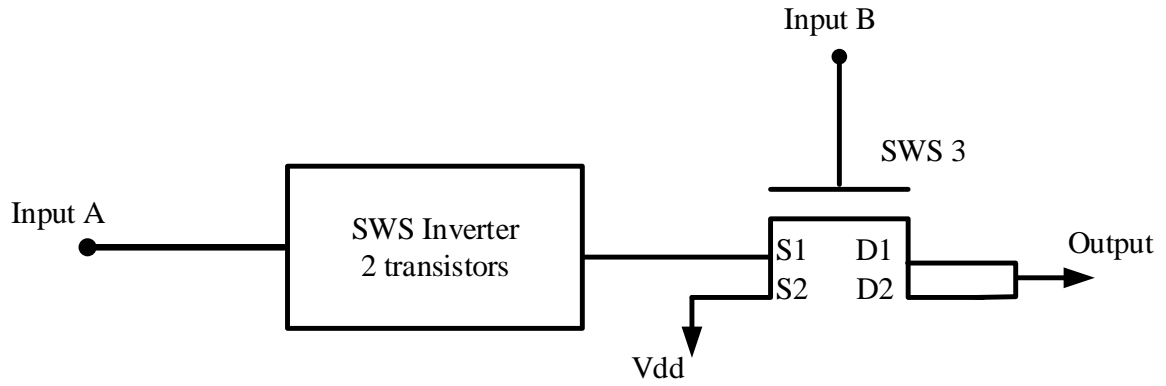 Input B
SWS 3
Input A
SWS Inverter
2 transistors
S1 D1
S2 D2
Output
Vdd